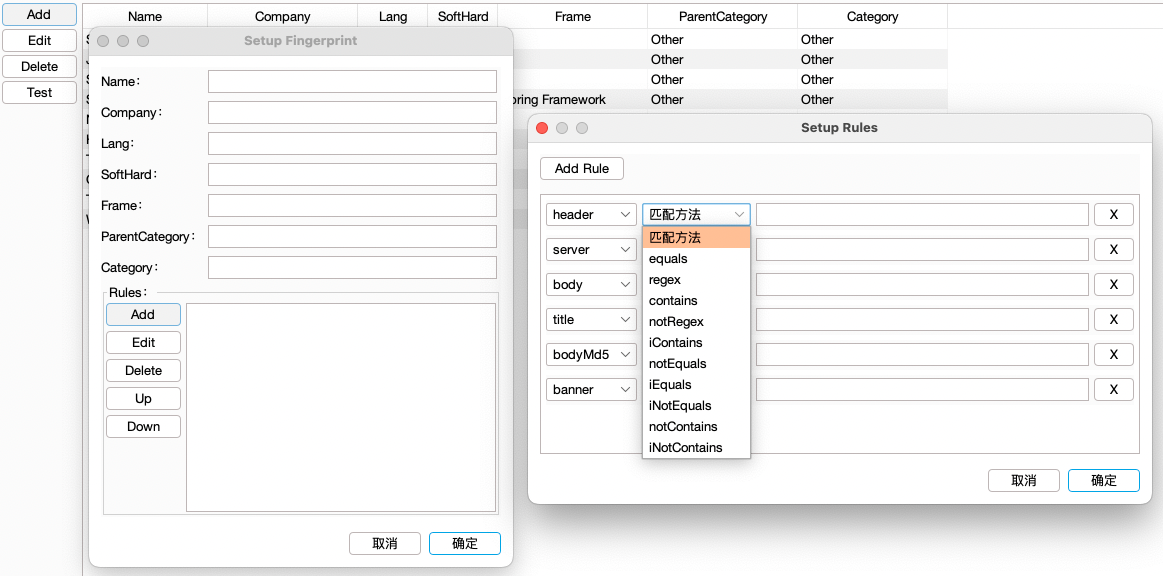 Add
Edit
Delete
Test
Name Company Lang SoftHard Frame ParentCategory Category
Other Other
Other Other
Other Other
ring Framework Other Other
Setup Fingerprint
Name:
Company:
Lang:
SoftHard:
Frame:
ParentCategory:
Category:
Rules:
Add
Edit
Delete
Up
Down
取消 确定
Setup Rules
Add Rule
header 匹配方法 X
server X
body X
title X
bodyMd5 X
banner X
匹配方法
equals
regex
contains
notRegex
iContains
notEquals
iEquals
iNotEquals
notContains
iNotContains
取消 确定